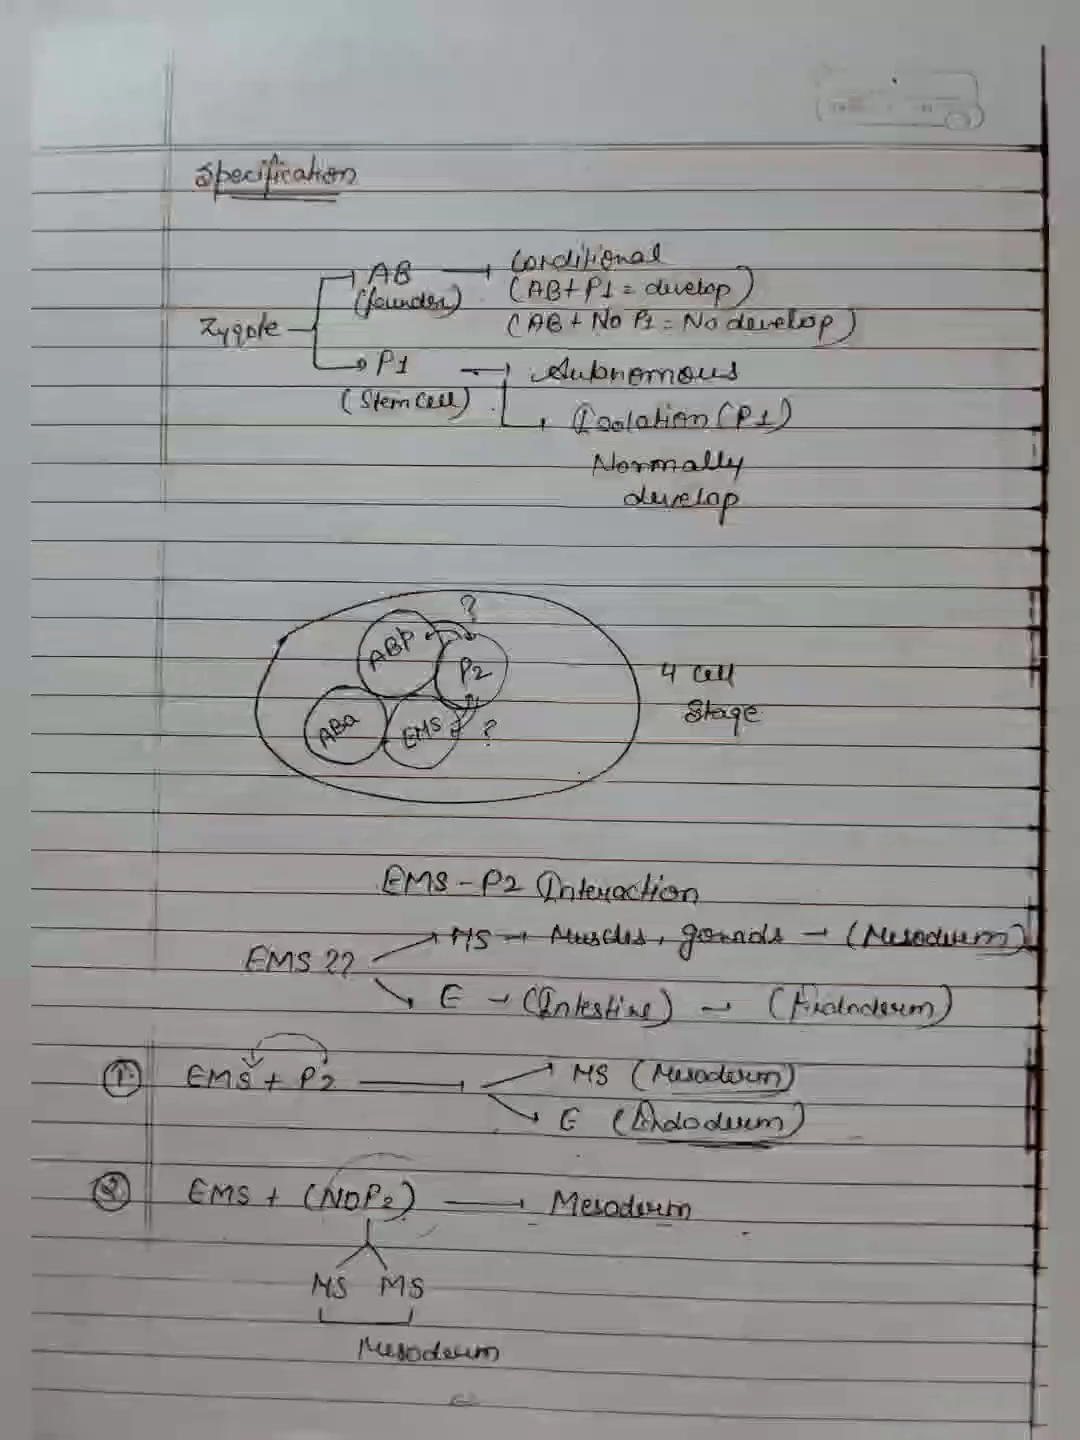 Specification
Zygote → AB → Conditional
(founder) (AB + P1 = develop)
(AB + No P1 = No develop)
→ P1 → Autonomous
(Stem Cell) → Isolation (P1)
Normally
develop
?
ABp P2
4 Cell
Stage
ABa EMS ?
EMS - P2 Interaction
EMS ?? → MS → Muscles, gonads → (Mesoderm)
→ E → (Intestine) → (Endoderm)
① EMS + P2 → MS (Mesoderm)
→ E (Endoderm)
② EMS + (NO P2) → Mesoderm
MS MS
Mesoderm